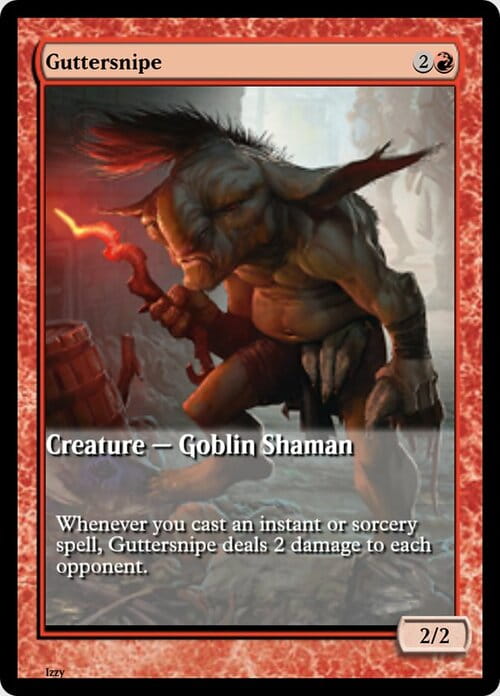 Guttersnipe 2
Creature — Goblin Shaman
Whenever you cast an instant or sorcery
spell, Guttersnipe deals 2 damage to each
opponent.
2/2
Izzy